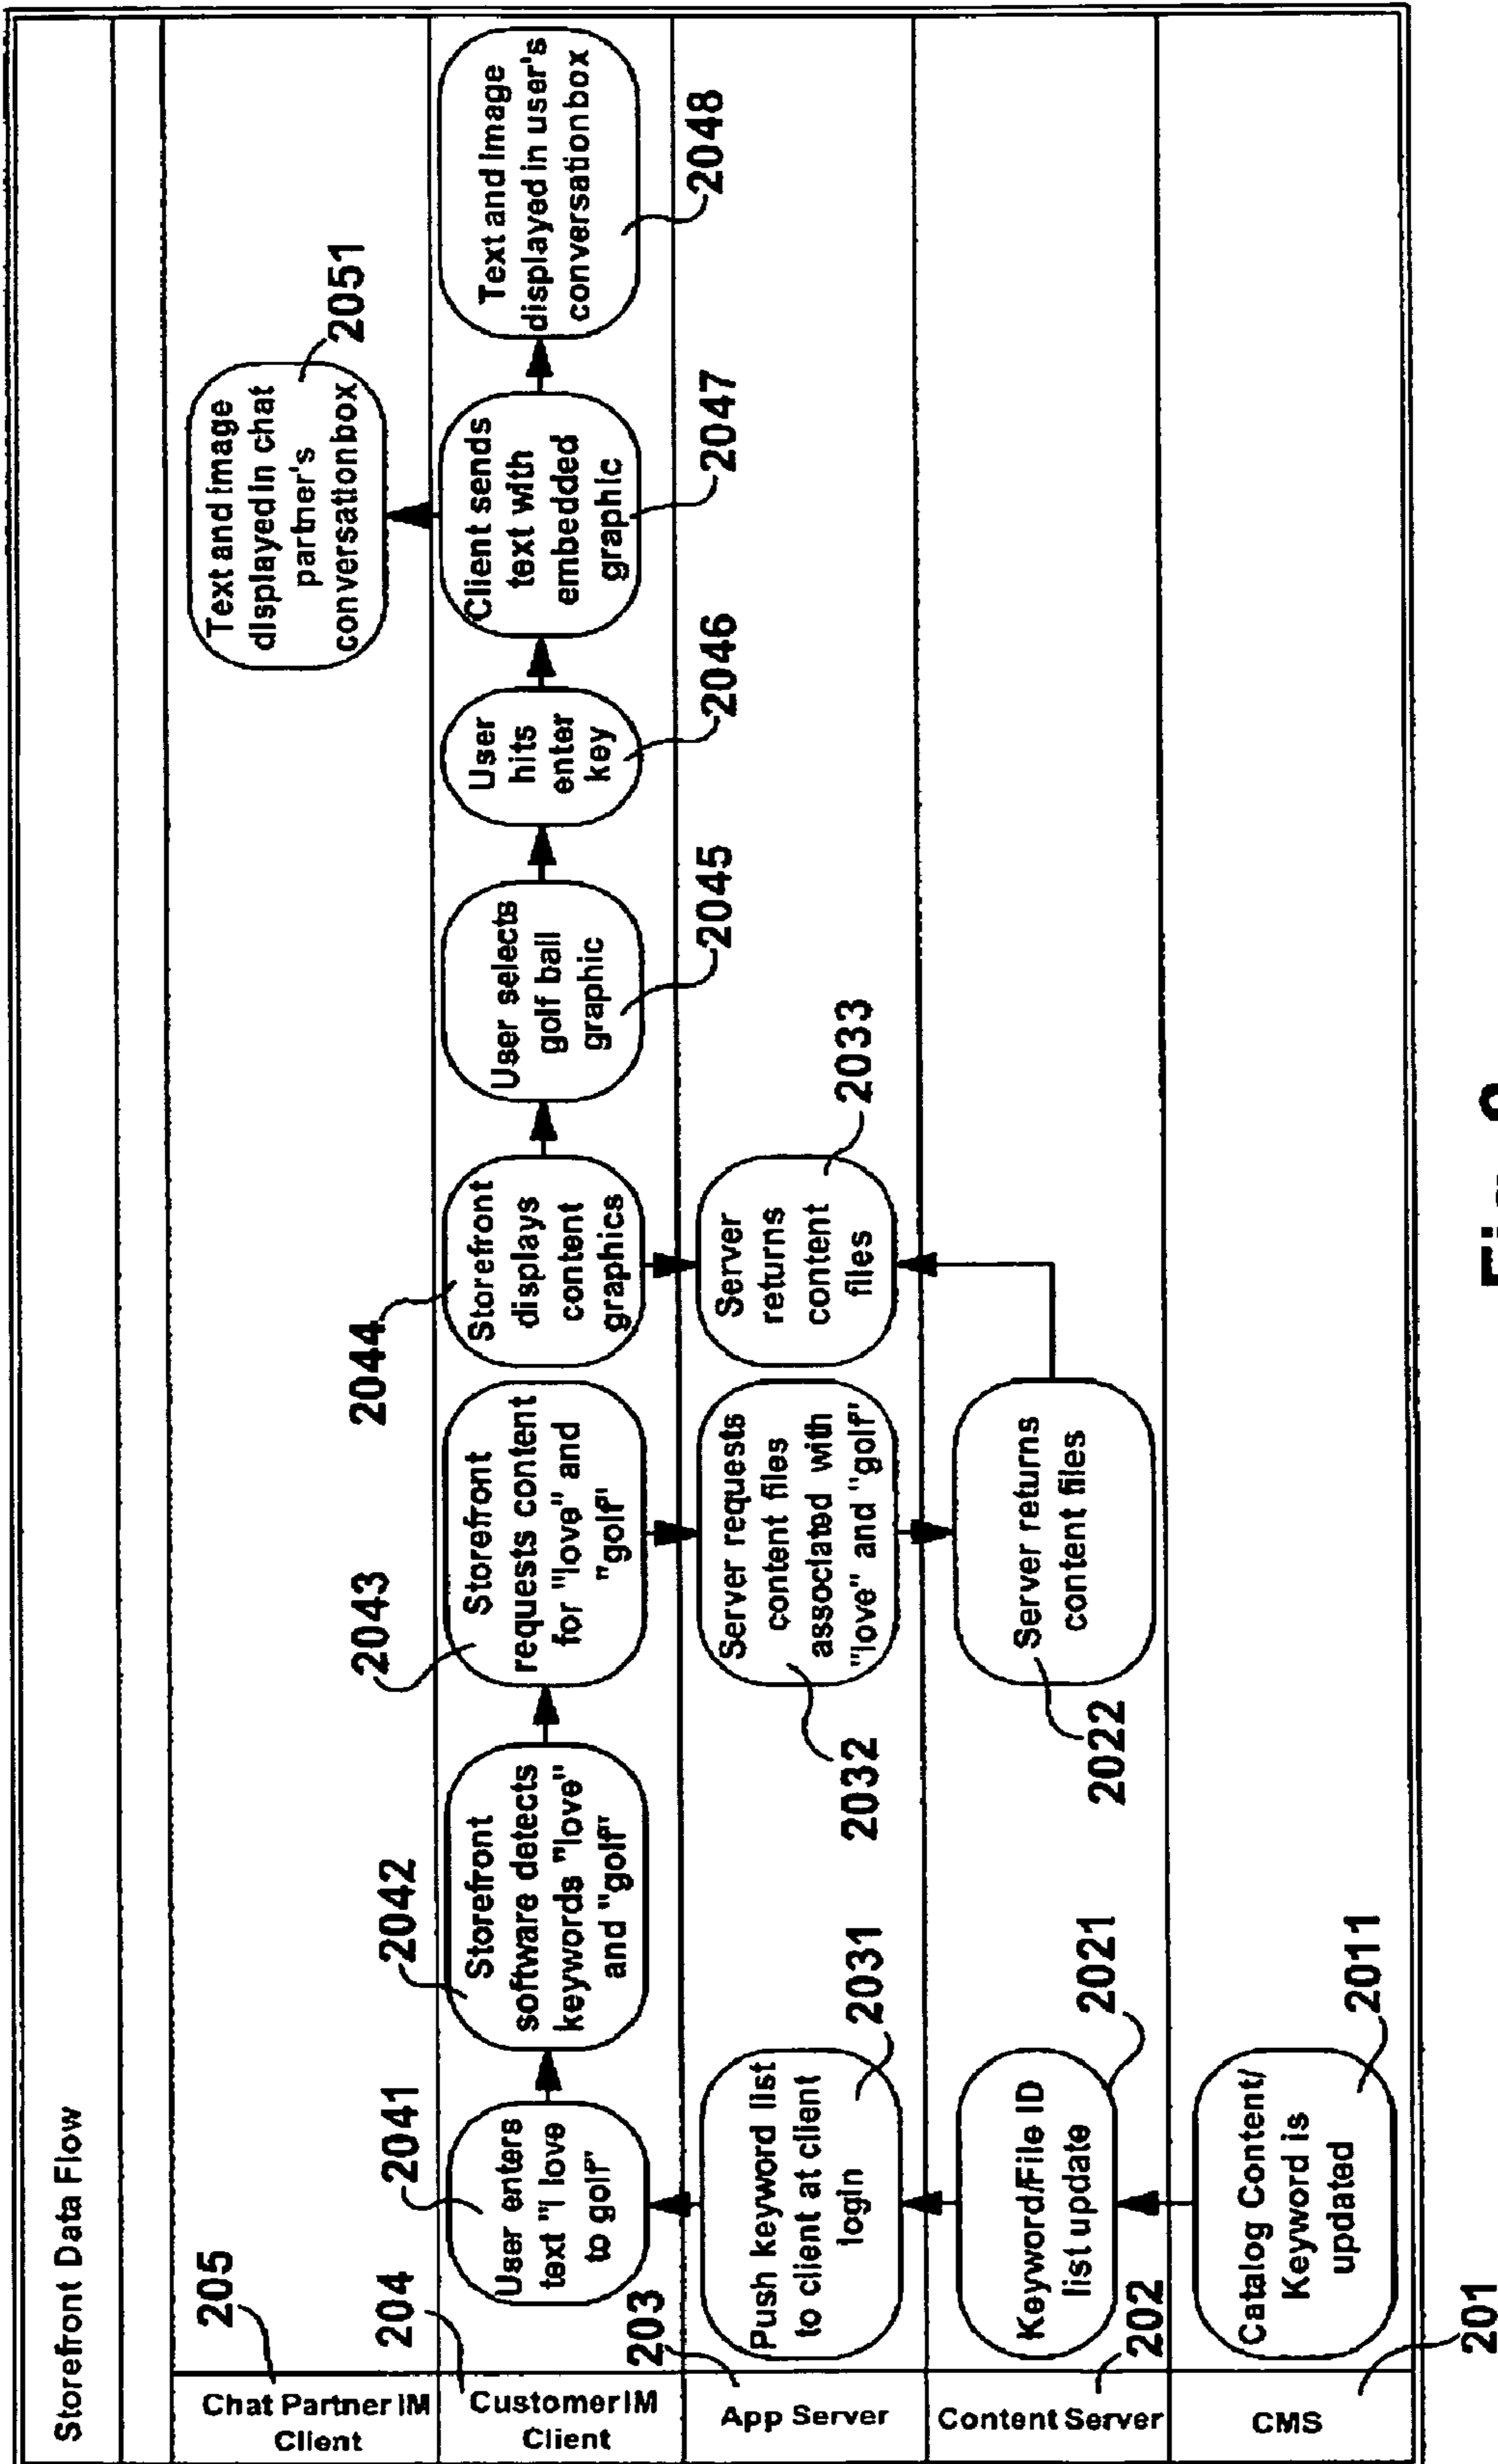 Storefront Data Flow
205
Chat Partner IM
Client
Text and image
displayed in chat
partner's
conversation box
2051
204
Customer IM
Client
2041
User enters
text "I love
to golf"
2042
Storefront
software detects
keywords "love"
and "golf"
2043
Storefront
requests content
for "love" and
"golf"
2044
Storefront
displays
content
graphics
User selects
golf ball
graphic
2045
User
hits
enter
key
2046
Client sends
text with
embedded
graphic
2047
Text and image
displayed in user's
conversation box
2048
203
App Server
Push keyword list
to client at client
login
2031
Server requests
content files
associated with
"love" and "golf"
2032
Server
returns
content
files
2033
Content Server
202
Keyword/File ID
list update
2021
Server returns
content files
2022
CMS
201
Catalog Content/
Keyword is
updated
2011